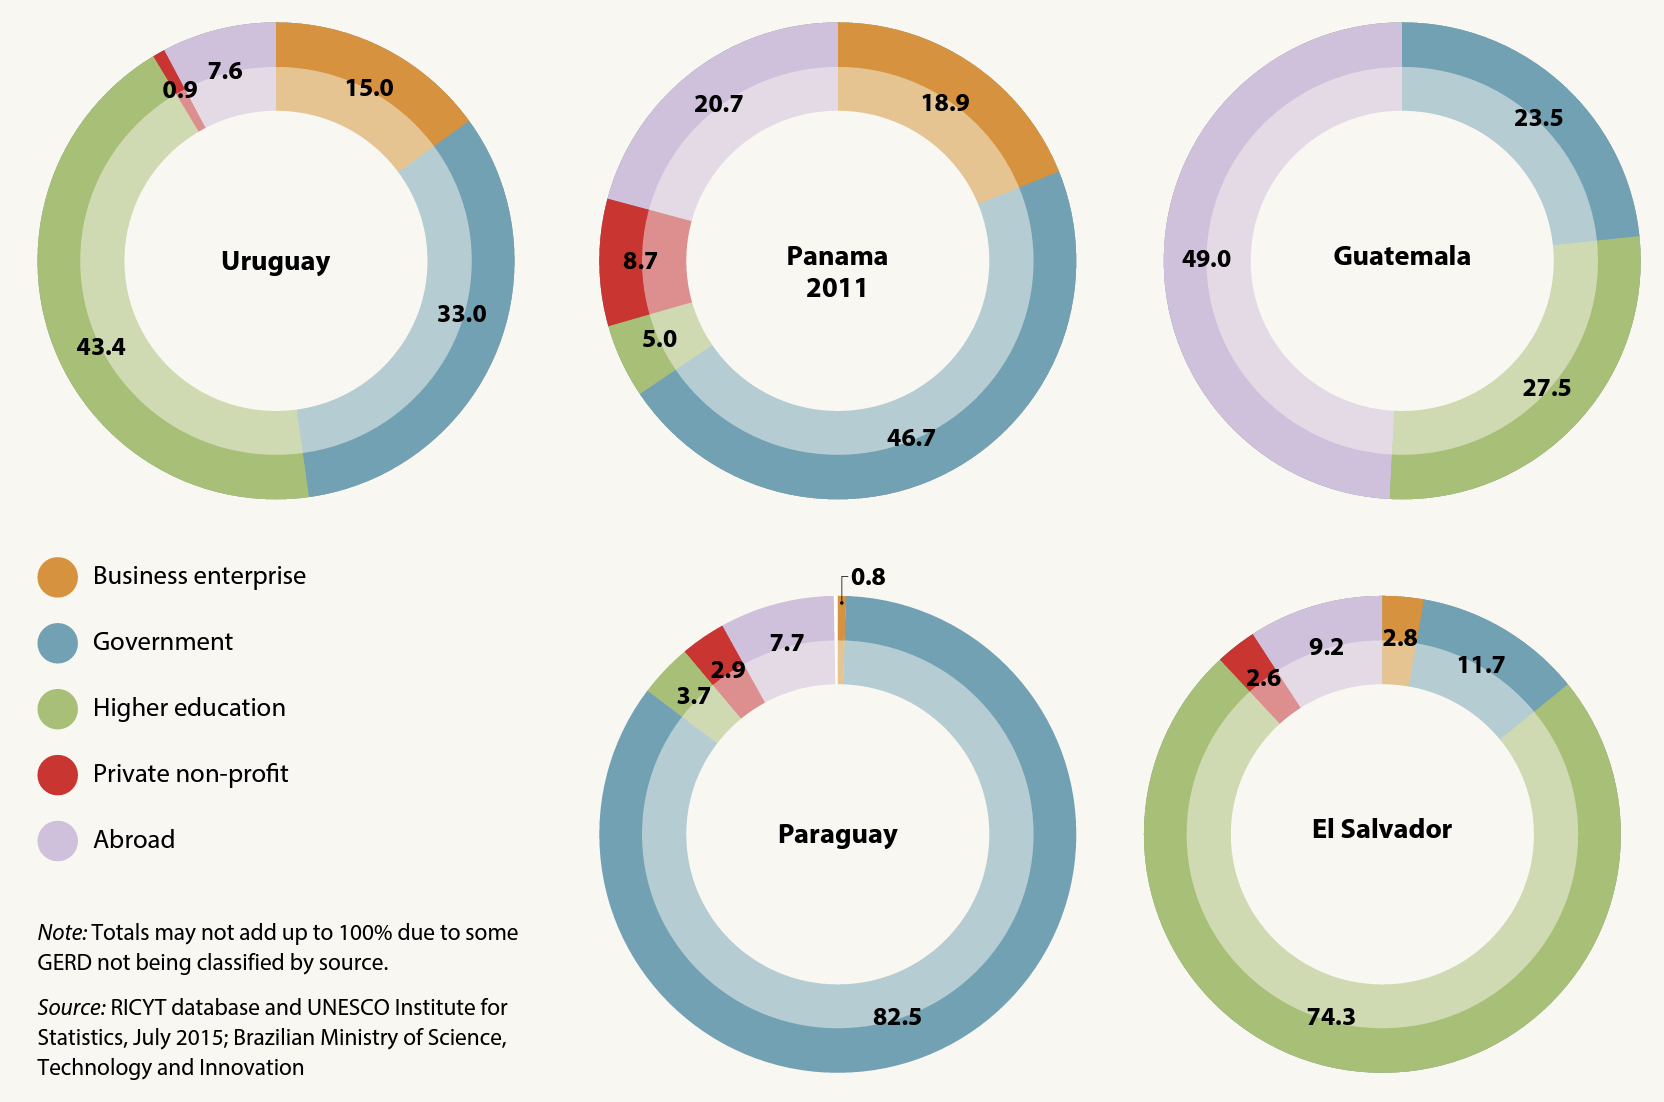 7.6
0.9
15.0
33.0
43.4
Uruguay
20.7
18.9
8.7
5.0
46.7
Panama
2011
23.5
49.0
27.5
Guatemala
Business enterprise
Government
Higher education
Private non-profit
Abroad
0.8
7.7
2.9
3.7
82.5
Paraguay
9.2
2.8
11.7
2.6
74.3
El Salvador
Note: Totals may not add up to 100% due to some
GERD not being classified by source.
Source: RICYT database and UNESCO Institute for
Statistics, July 2015; Brazilian Ministry of Science,
Technology and Innovation